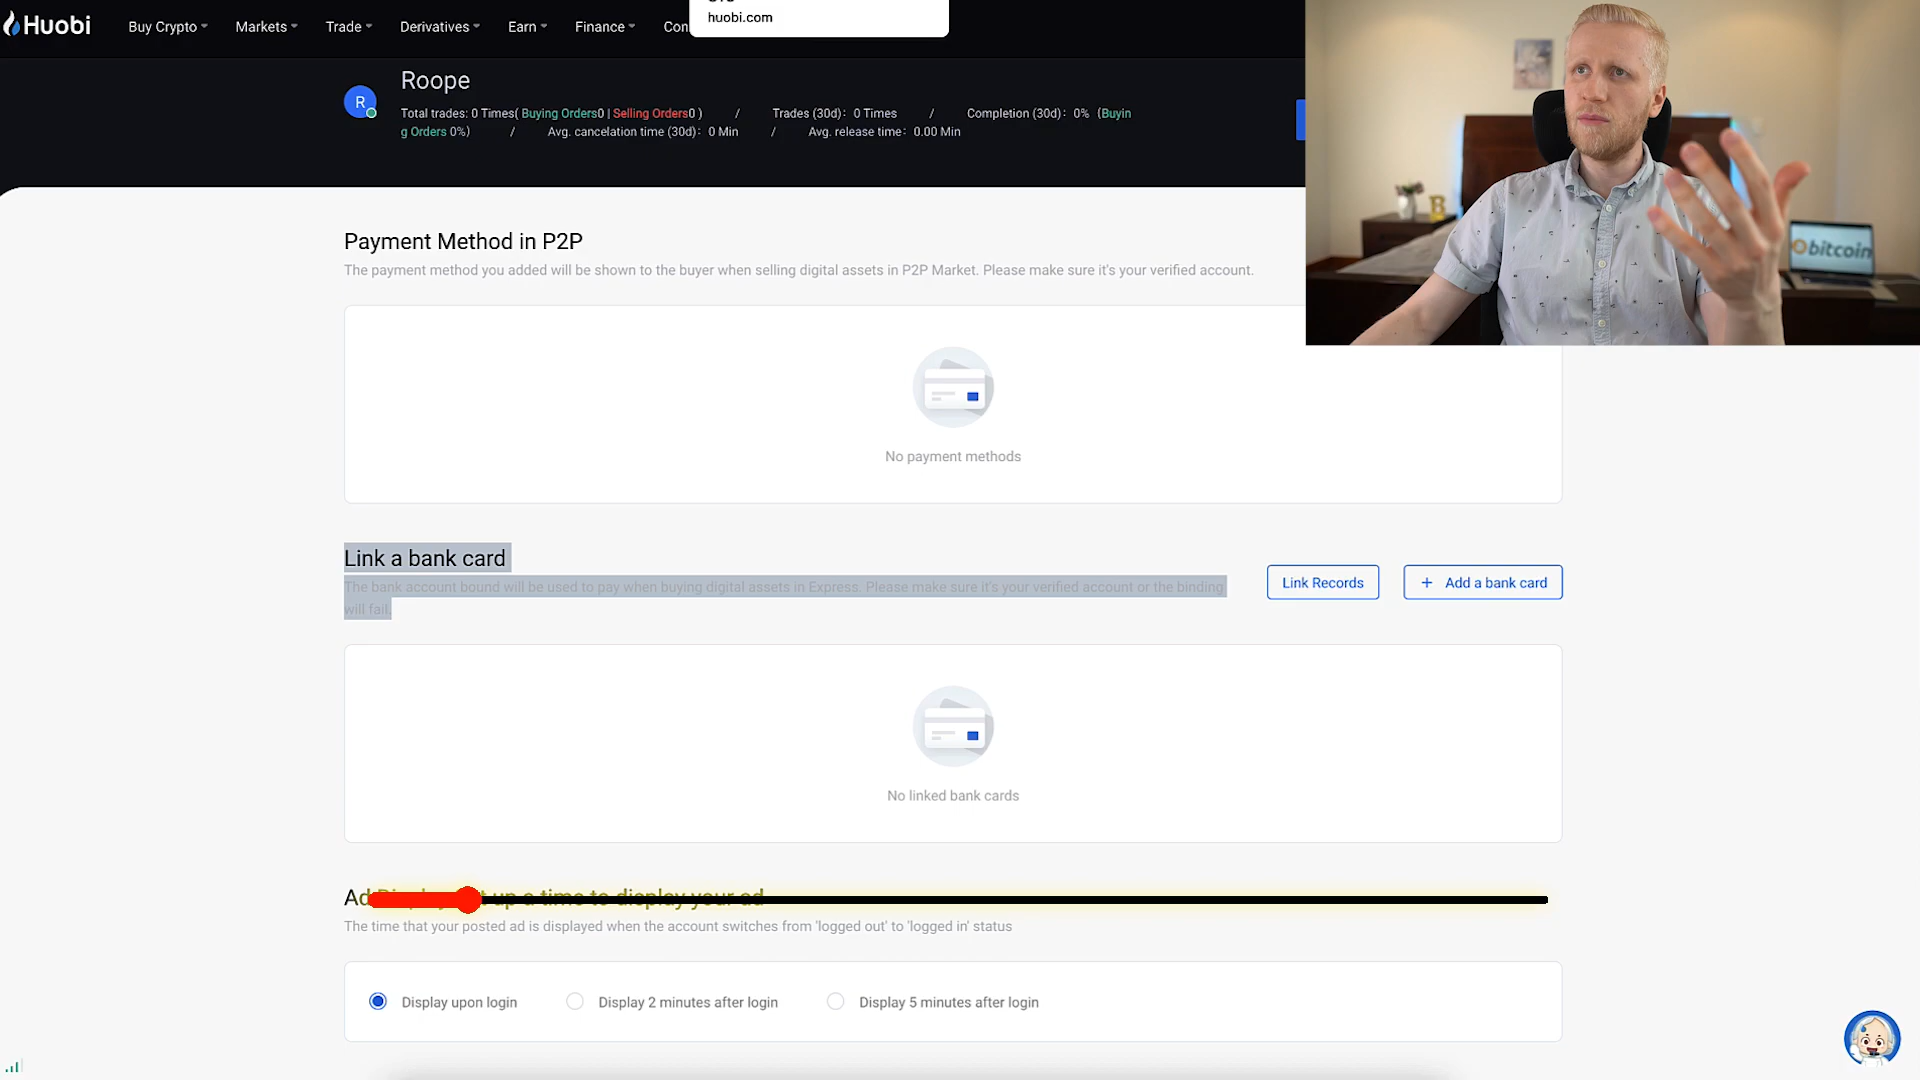 Huobi
Buy Crypto
Markets
Trade
Derivatives
Earn
Finance
Con
huobi.com
R
Roope
Total trades: 0 Times( Buying Orders0 | Selling Orders0 ) / Trades (30d): 0 Times / Completion (30d): 0% (Buyin
g Orders 0%) / Avg. cancelation time (30d): 0 Min / Avg. release time: 0.00 Min
bitcoin
Payment Method in P2P
The payment method you added will be shown to the buyer when selling digital assets in P2P Market. Please make sure it's your verified account.
No payment methods
Link a bank card
The bank account bound will be used to pay when buying digital assets in Express. Please make sure it's your verified account or the binding
will fail.
Link Records
+ Add a bank card
No linked bank cards
Ad up a time to display your ad
The time that your posted ad is displayed when the account switches from 'logged out' to 'logged in' status
Display upon login
Display 2 minutes after login
Display 5 minutes after login